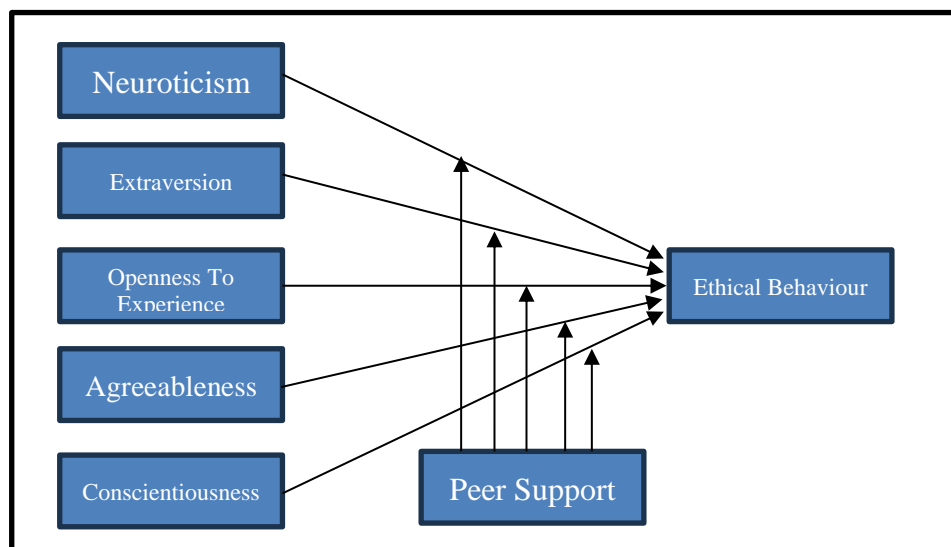 Neuroticism
Extraversion
Openness To
Experience
Ethical Behaviour
Agreeableness
Conscientiousness
Peer Support